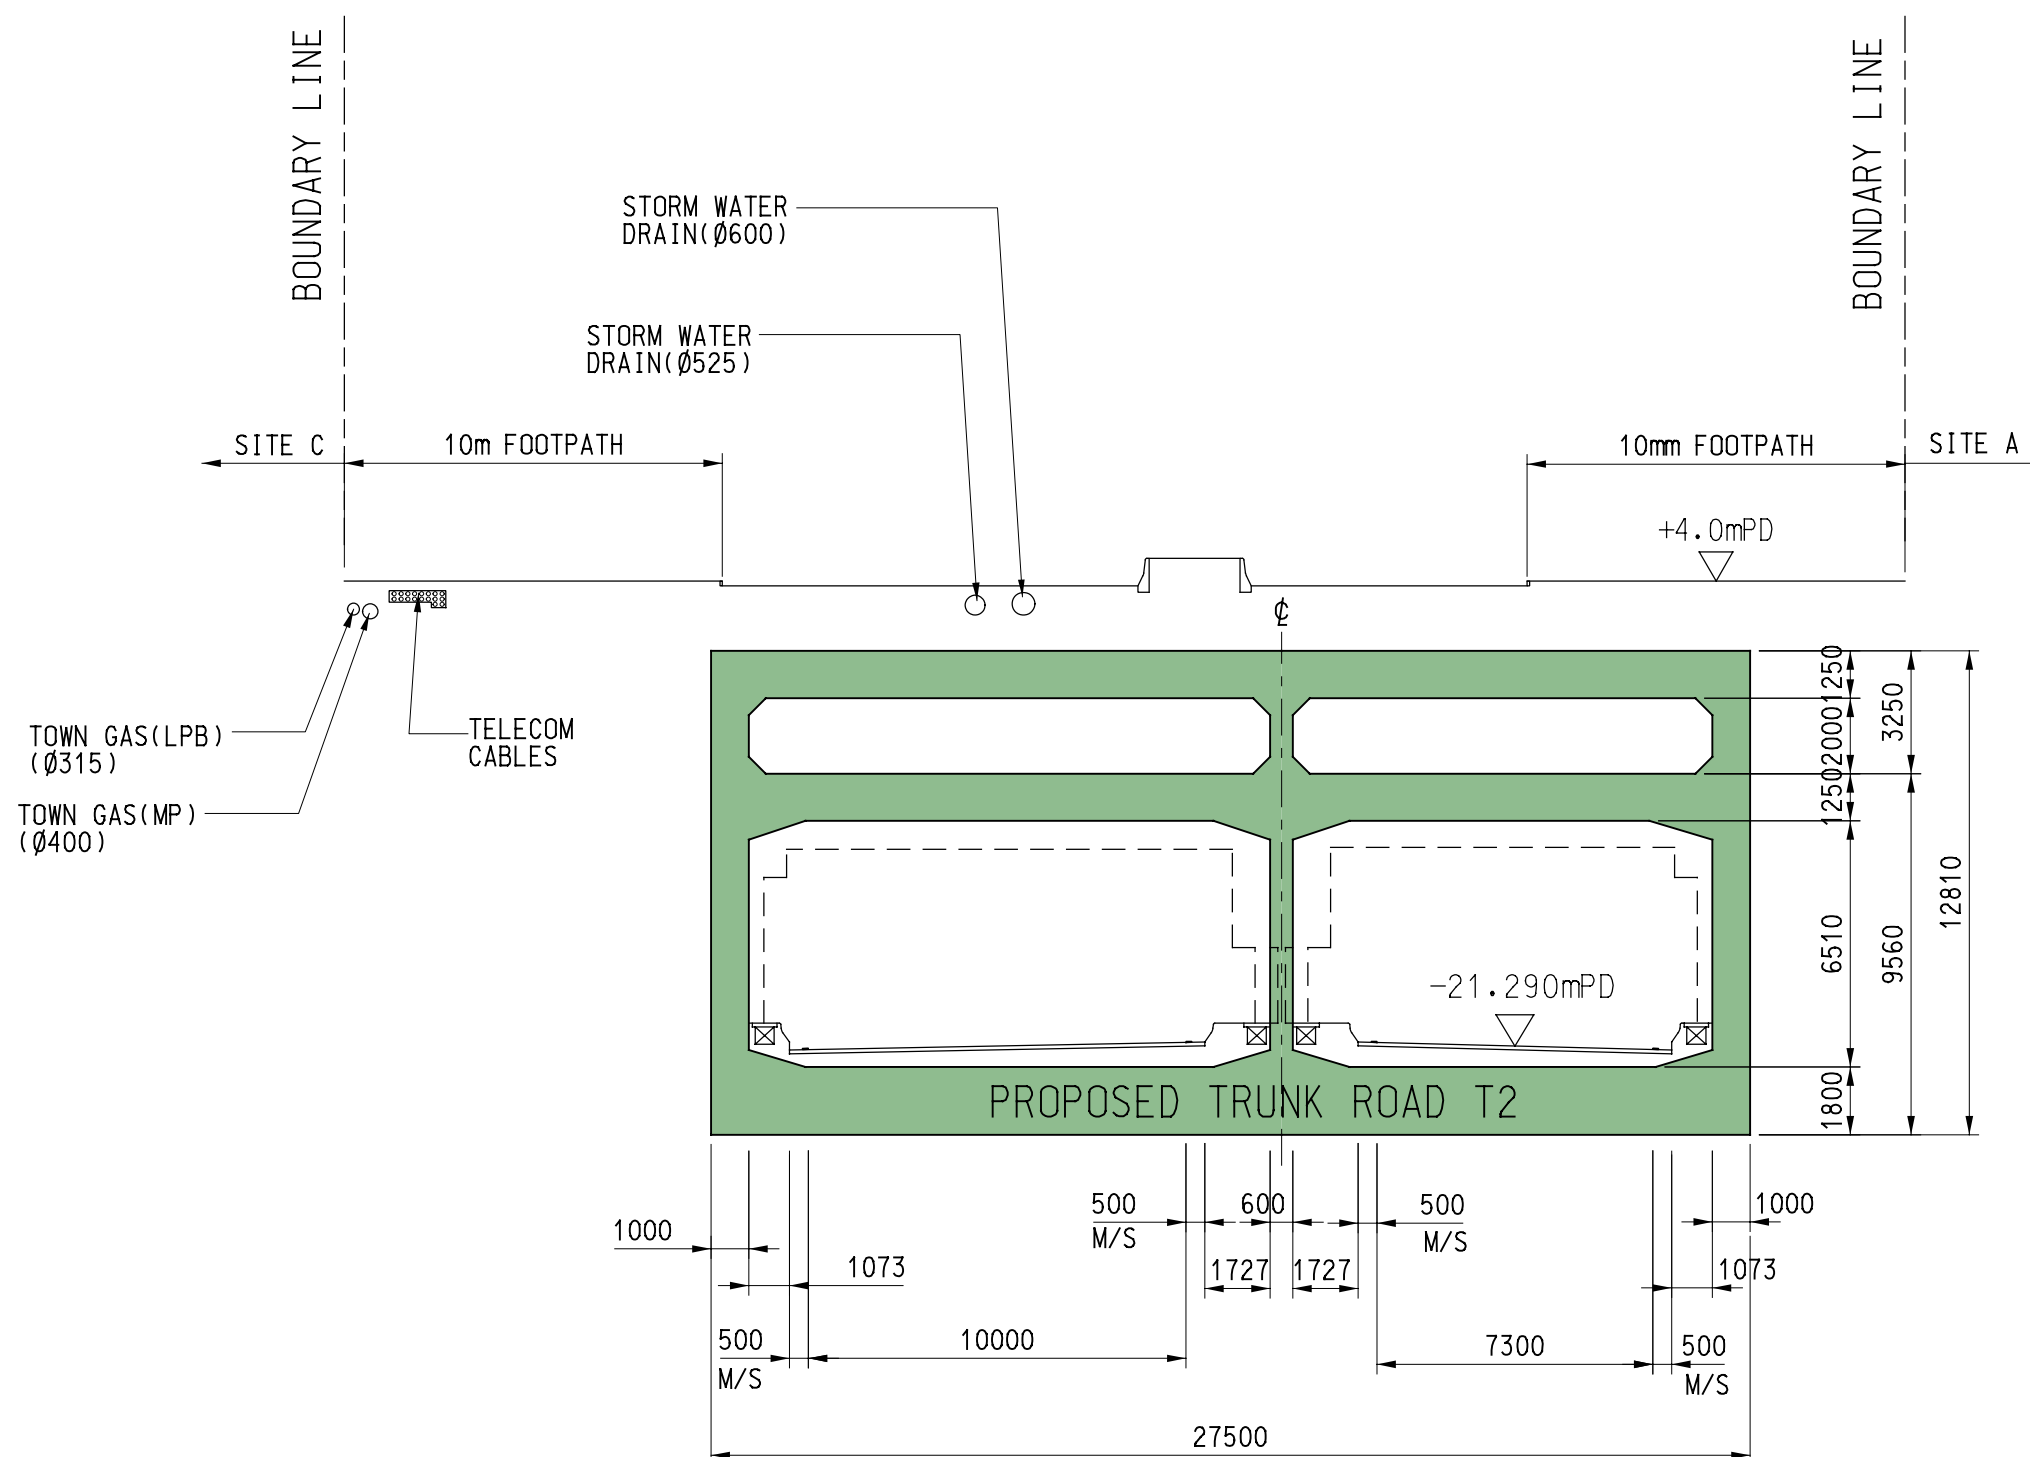 BOUNDARY LINE
BOUNDARY LINE
STORM WATER
DRAIN(Ø600)
STORM WATER
DRAIN(Ø525)
SITE C
10m FOOTPATH
10mm FOOTPATH
SITE A
+4.0mPD
℄
TOWN GAS(LPB)
(Ø315)
TELECOM
CABLES
TOWN GAS(MP)
(Ø400)
1250
2000
1250
6510
1800
3250
9560
12810
-21.290mPD
PROPOSED TRUNK ROAD T2
500
M/S
600
500
M/S
1000
1000
1073
1727
1727
1073
500
M/S
10000
7300
500
M/S
27500